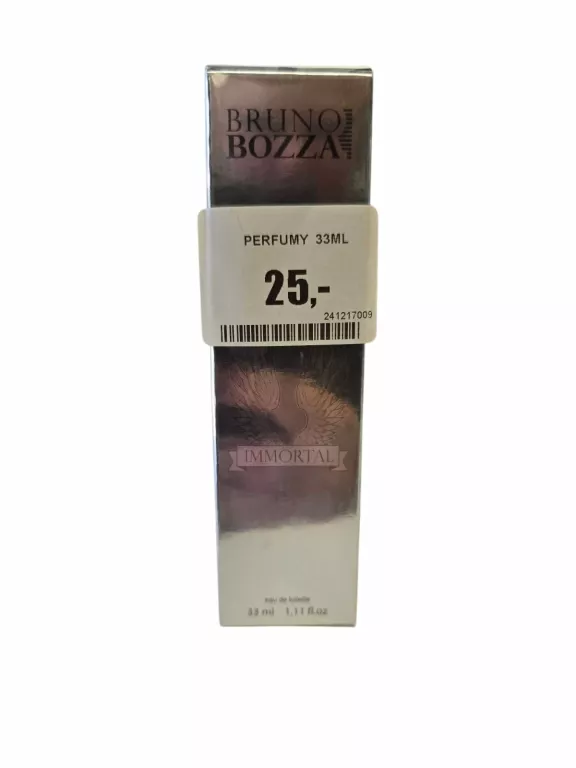 BRUNO
BOZZA
PERFUMY 33ML
25,-
241217009
IMMORTAL
eau de toilette
33 ml 1.11 fl.oz